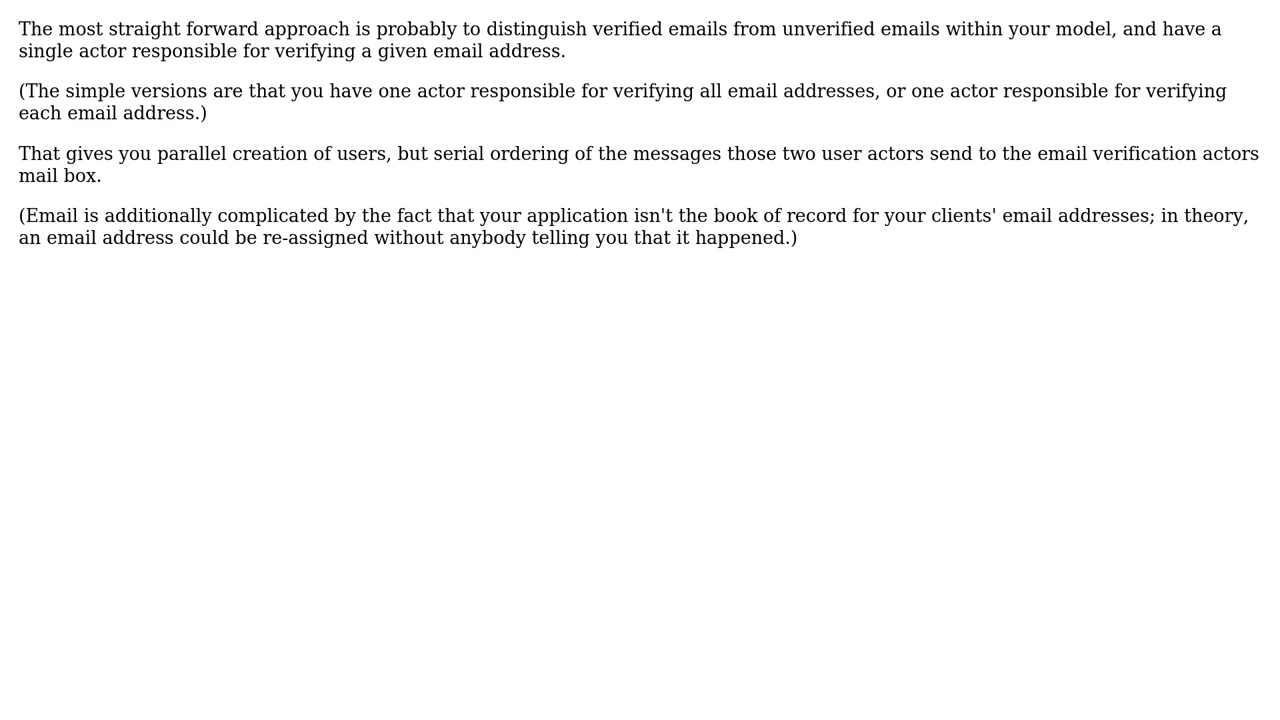 The most straight forward approach is probably to distinguish verified emails from unverified emails within your model, and have a
single actor responsible for verifying a given email address.
(The simple versions are that you have one actor responsible for verifying all email addresses, or one actor responsible for verifying
each email address.)
That gives you parallel creation of users, but serial ordering of the messages those two user actors send to the email verification actors
mail box.
(Email is additionally complicated by the fact that your application isn't the book of record for your clients' email addresses; in theory,
an email address could be re-assigned without anybody telling you that it happened.)